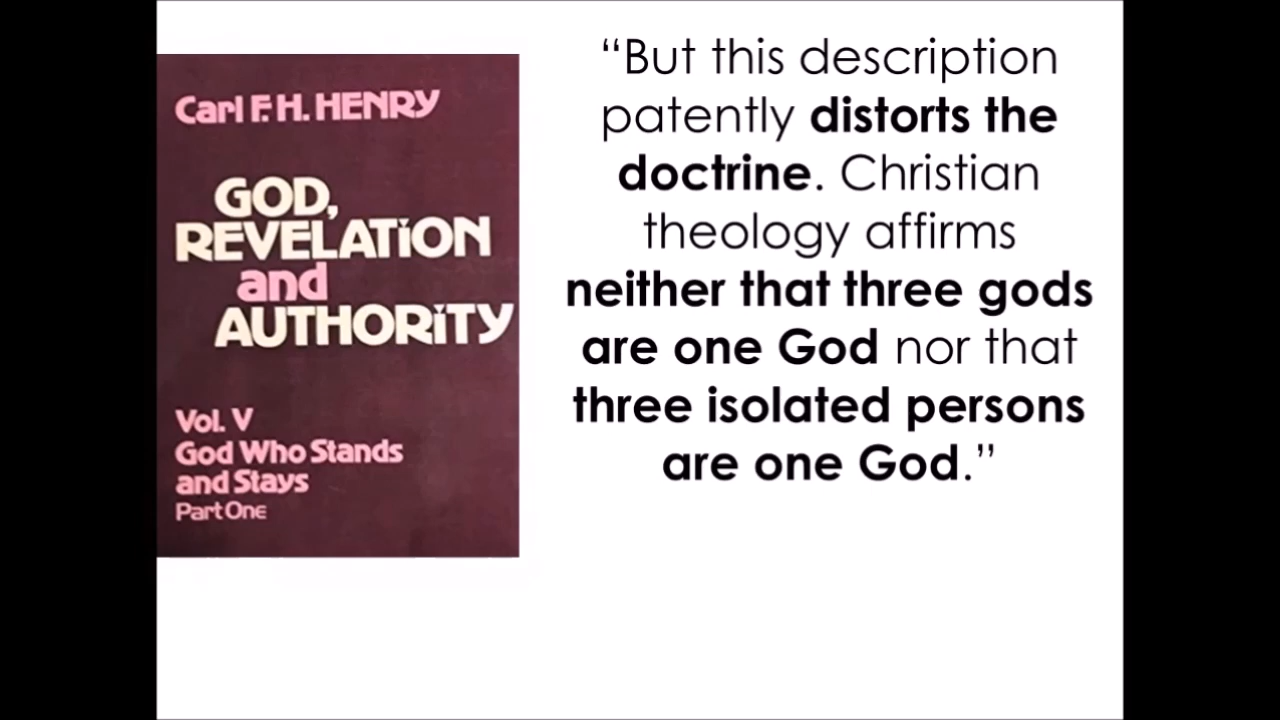 Carl F. H. HENRY
GOD,
REVELATiON
and
AUTHORiTY
Vol. V
God Who Stands
and Stays
Part One
“But this description
patently distorts the
doctrine. Christian
theology affirms
neither that three gods
are one God nor that
three isolated persons
are one God.”